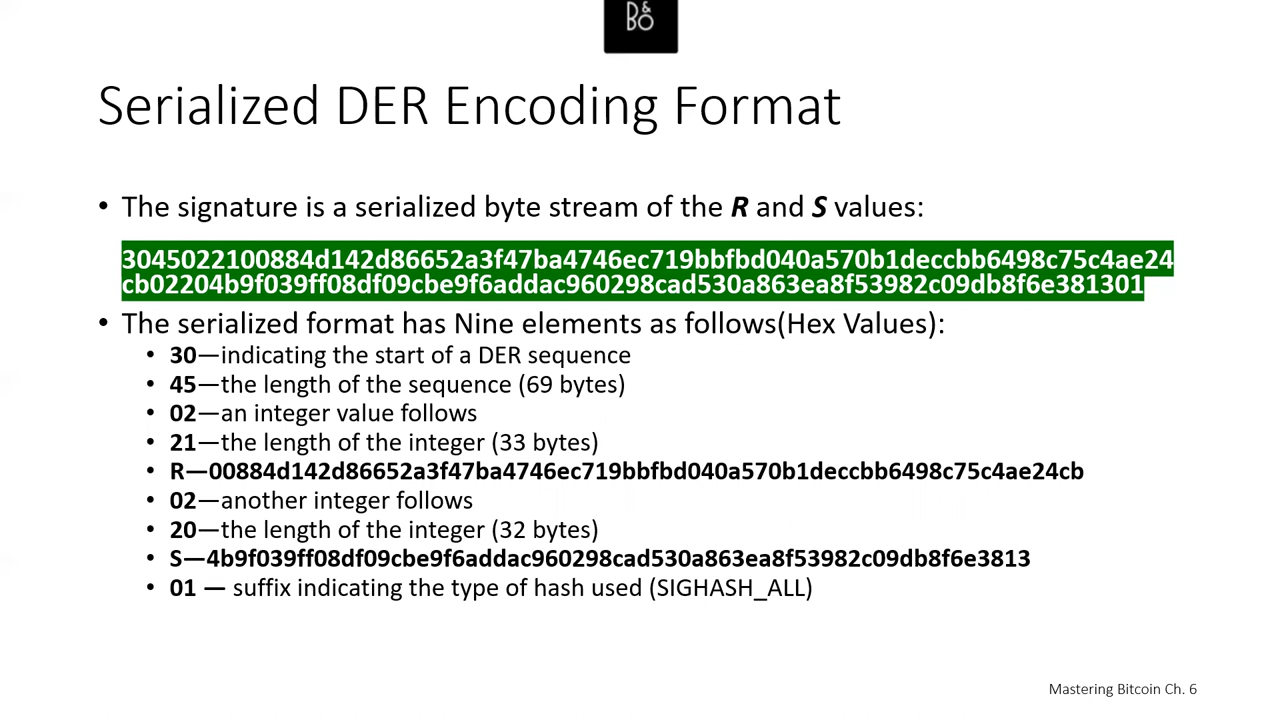 D&
BO
Serialized DER Encoding Format
• The signature is a serialized byte stream of the R and S values:
3045022100884d142d86652a3f47ba4746ec719bbfbd040a570b1deccbb6498c75c4ae24
cb02204b9f039ff08df09cbe9f6addac960298cad530a863ea8f53982c09db8f6e381301
• The serialized format has Nine elements as follows(Hex Values):
• 30—indicating the start of a DER sequence
• 45—the length of the sequence (69 bytes)
• 02—an integer value follows
• 21—the length of the integer (33 bytes)
• R—00884d142d86652a3f47ba4746ec719bbfbd040a570b1deccbb6498c75c4ae24cb
• 02—another integer follows
• 20—the length of the integer (32 bytes)
• S—4b9f039ff08df09cbe9f6addac960298cad530a863ea8f53982c09db8f6e3813
• 01 — suffix indicating the type of hash used (SIGHASH_ALL)
Mastering Bitcoin Ch. 6